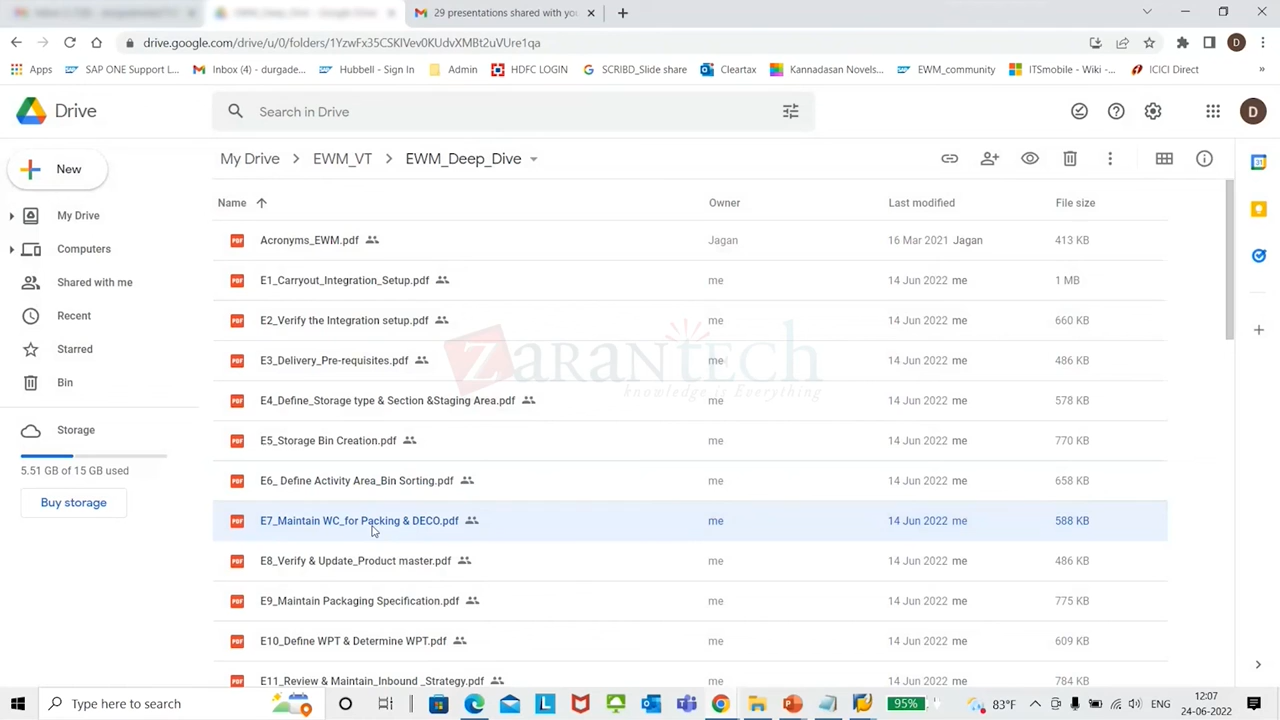 29 presentations shared with you
drive.google.com/drive/u/0/folders/1YzwFx35CSKIVev0KUdvXMBt2uVUre1qa
D
Apps
SAP ONE Support L...
Inbox (4) - durgade...
Hubbell - Sign In
Admin
HDFC LOGIN
SCRIBD_Slide share
Cleartax
Kannadasan Novels...
EWM_community
ITSmobile - Wiki -...
ICICI Direct
»
Drive
Search in Drive
D
New
My Drive
EWM_VT
EWM_Deep_Dive
Name
Owner
Last modified
File size
My Drive
Computers
Shared with me
Recent
Starred
Bin
Storage
5.51 GB of 15 GB used
Buy storage
Acronyms_EWM.pdf Jagan 16 Mar 2021 Jagan 413 KB
E1_Carryout_Integration_Setup.pdf me 14 Jun 2022 me 1 MB
E2_Verify the Integration setup.pdf me 14 Jun 2022 me 660 KB
E3_Delivery_Pre-requisites.pdf me 14 Jun 2022 me 486 KB
E4_Define_Storage type & Section &Staging Area.pdf me 14 Jun 2022 me 578 KB
E5_Storage Bin Creation.pdf me 14 Jun 2022 me 770 KB
E6_ Define Activity Area_Bin Sorting.pdf me 14 Jun 2022 me 658 KB
E7_Maintain WC_for Packing & DECO.pdf me 14 Jun 2022 me 588 KB
E8_Verify & Update_Product master.pdf me 14 Jun 2022 me 486 KB
E9_Maintain Packaging Specification.pdf me 14 Jun 2022 me 775 KB
E10_Define WPT & Determine WPT.pdf me 14 Jun 2022 me 609 KB
E11_Review & Maintain_Inbound _Strategy.pdf me 14 Jun 2022 me 784 KB
ZARANTECH
knowledge is Everything
Type here to search
95%
83°F
ENG
12:07
24-06-2022